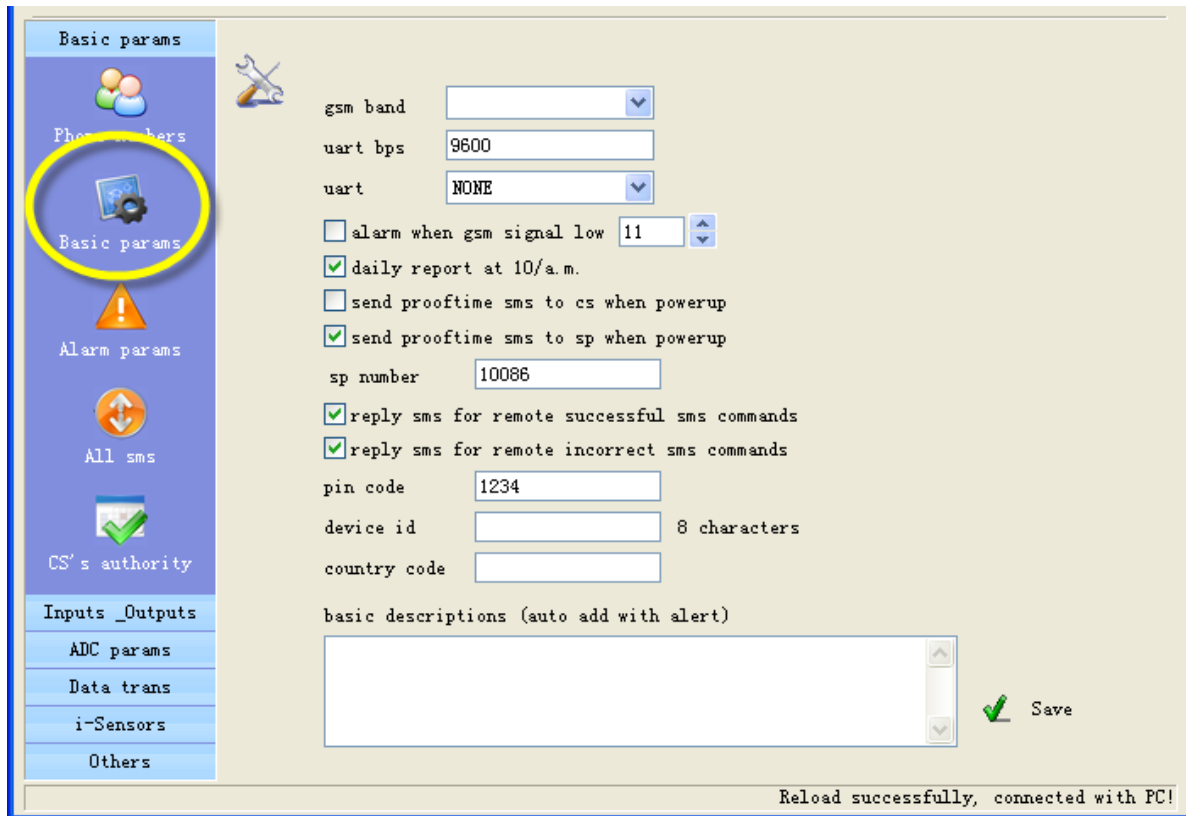 Basic params
Phone numbers
Basic params
Alarm params
All sms
CS's authority
Inputs _Outputs
ADC params
Data trans
i-Sensors
Others
gsm band
uart bps 9600
uart NONE
alarm when gsm signal low 11
daily report at 10/a.m.
send prooftime sms to cs when powerup
send prooftime sms to sp when powerup
sp number 10086
reply sms for remote successful sms commands
reply sms for remote incorrect sms commands
pin code 1234
device id 8 characters
country code
basic descriptions (auto add with alert)
Save
Reload successfully, connected with PC!